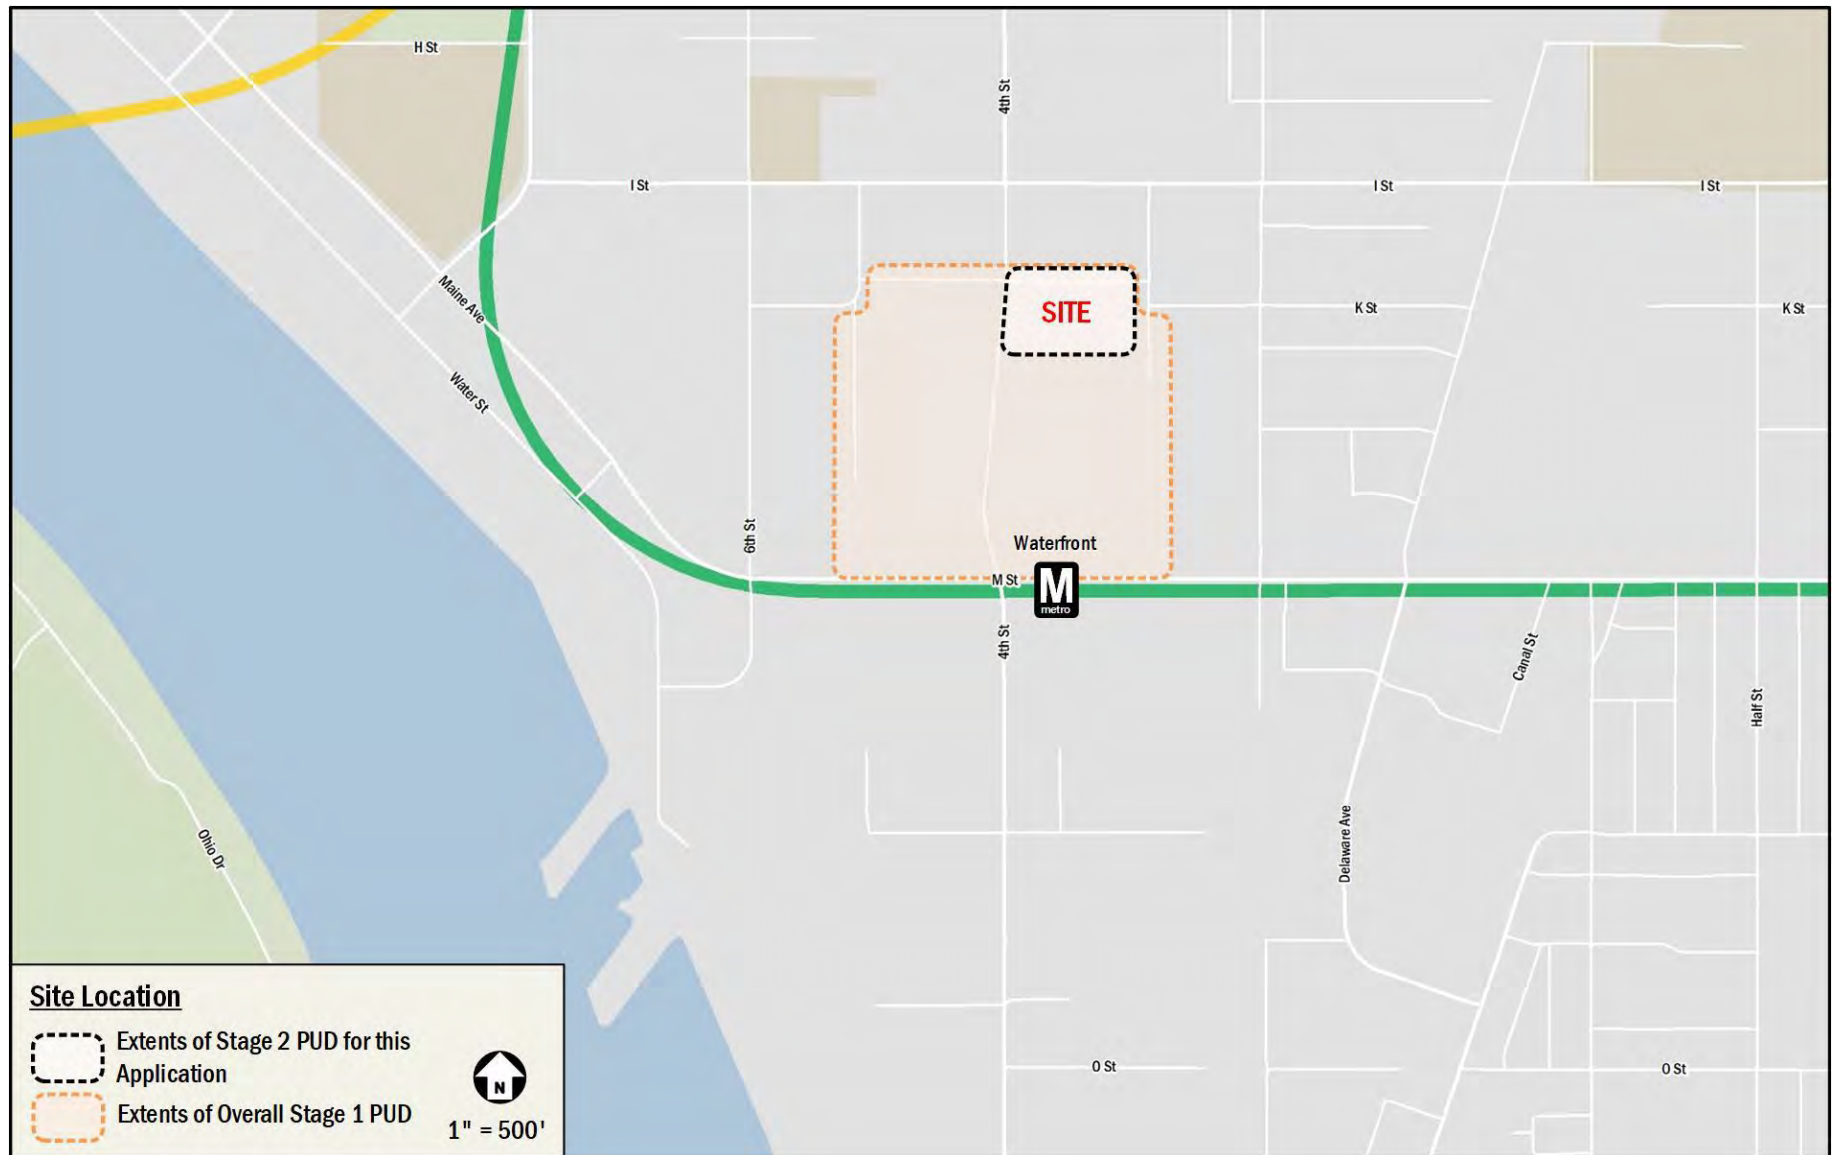 H St
4th St
I St
I St
I St
Maine Ave
SITE
K St
K St
Water St
6th St
Waterfront
M St
M
metro
4th St
Canal St
Half St
Ohio Dr
Delaware Ave
O St
O St
Site Location
Extents of Stage 2 PUD for this
Application
Extents of Overall Stage 1 PUD
N
1" = 500'